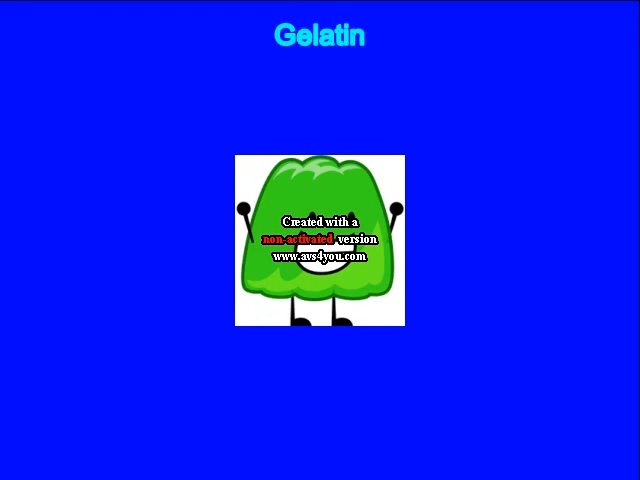 Gelatin
Created with a
non-activated version
www.avs4you.com